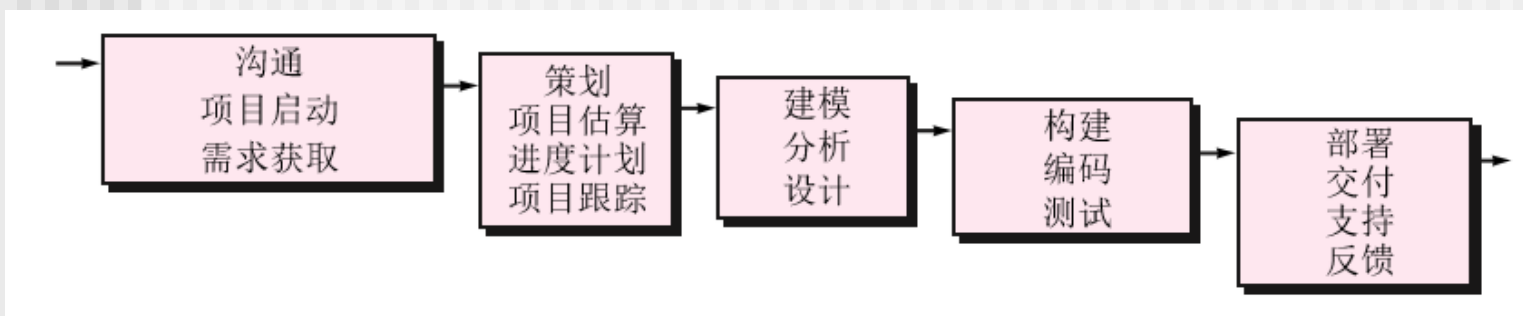 沟通
项目启动
需求获取
策划
项目估算
进度计划
项目跟踪
建模
分析
设计
构建
编码
测试
部署
交付
支持
反馈